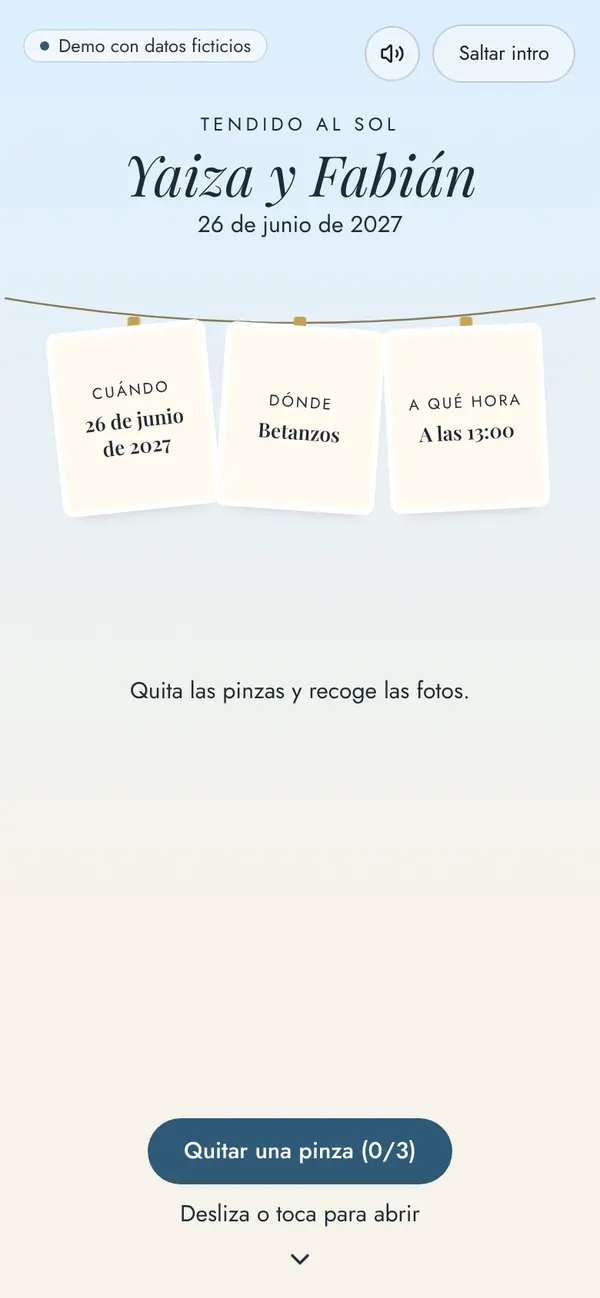 Demo con datos ficticios
Saltar intro
TENDIDO AL SOL
Yaiza y Fabián
26 de junio de 2027
CUÁNDO
26 de junio
de 2027
DÓNDE
Betanzos
A QUÉ HORA
A las 13:00
Quita las pinzas y recoge las fotos.
Quitar una pinza (0/3)
Desliza o toca para abrir